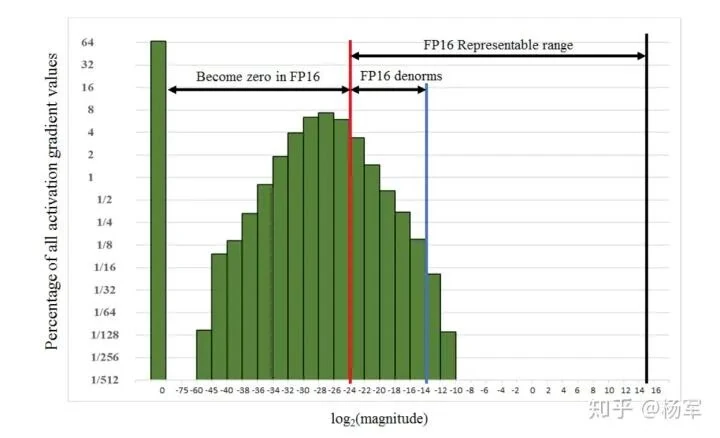 FP16 Representable range
Become zero in FP16
FP16 denorms
Percentage of all activation gradient values
64
32
16
8
4
2
1
1/2
1/4
1/8
1/16
1/32
1/64
1/128
1/256
1/512
0 -75 -60 -45 -40 -38 -36 -34 -32 -30 -28 -26 -24 -22 -20 -18 -16 -14 -12 -10 -8 -6 -4 -2 0 2 4 6 8 10 12 14 16
log₂(magnitude)
知乎 @杨军